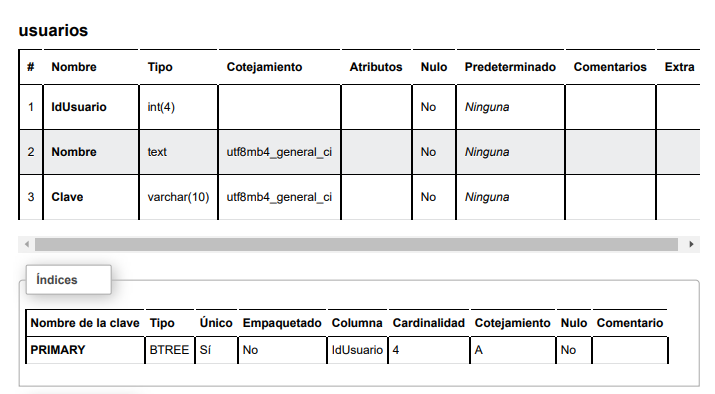 usuarios
# Nombre Tipo Cotejamiento Atributos Nulo Predeterminado Comentarios Extra
1 IdUsuario int(4) No Ninguna
2 Nombre text utf8mb4_general_ci No Ninguna
3 Clave varchar(10) utf8mb4_general_ci No Ninguna
Índices
Nombre de la clave Tipo Único Empaquetado Columna Cardinalidad Cotejamiento Nulo Comentario
PRIMARY BTREE Sí No IdUsuario 4 A No